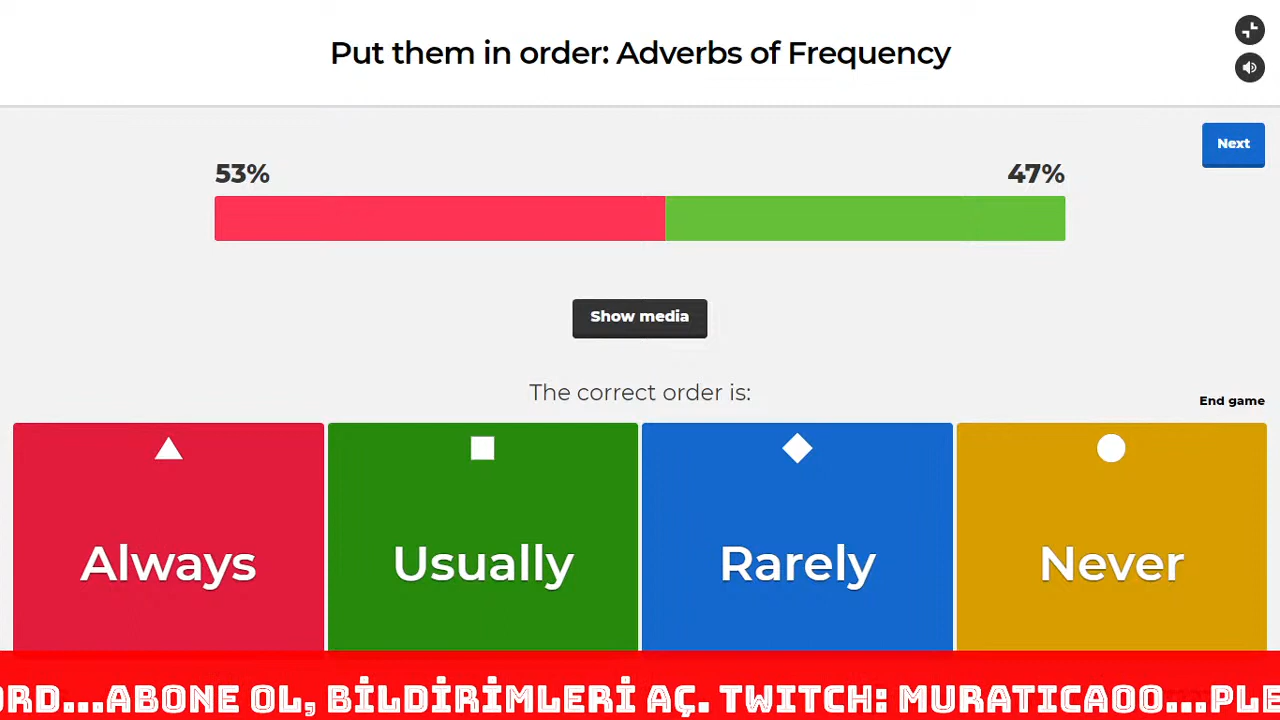 Put them in order: Adverbs of Frequency
Next
53%
47%
Show media
The correct order is:
End game
Always
Usually
Rarely
Never
ORD...ABONE OL, BİLDİRİMLERİ AÇ. TWITCH: MURATICAOO...PLE